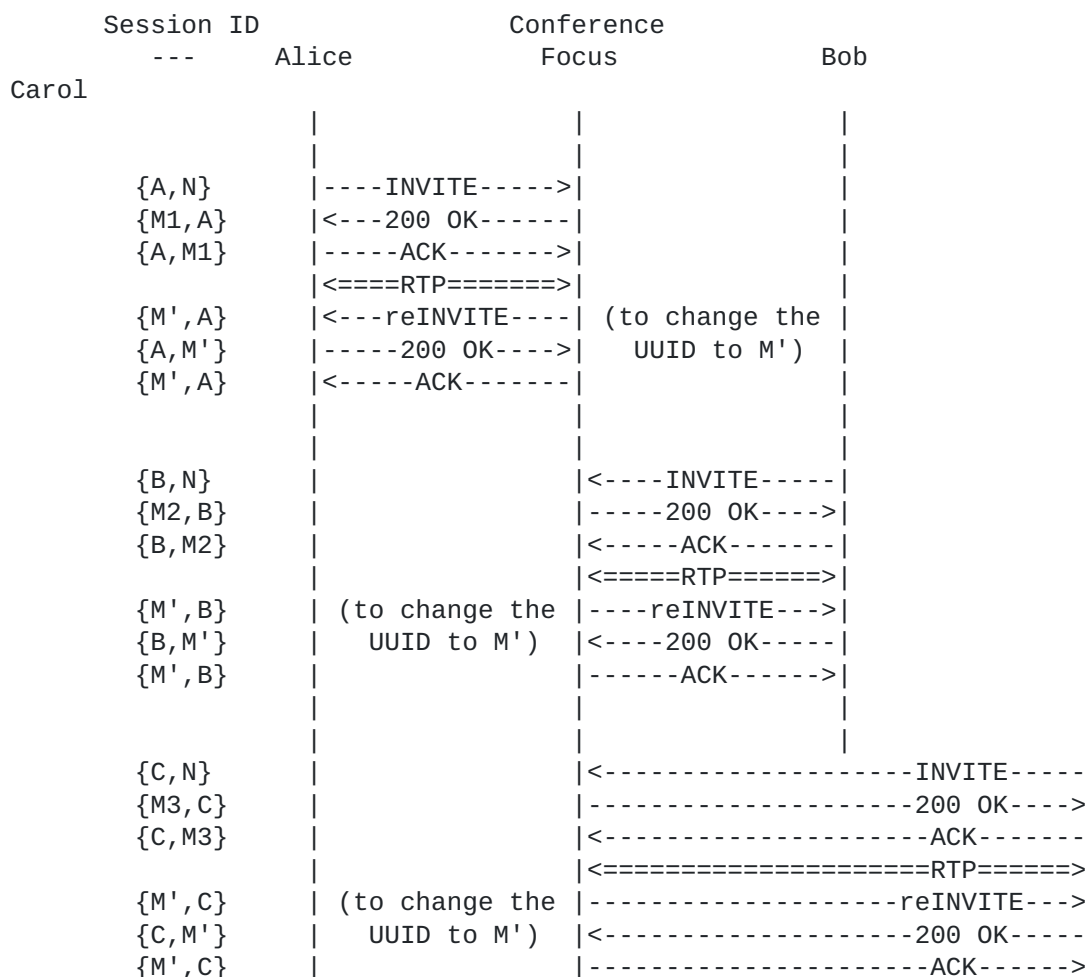 Session ID                Conference
         ---     Alice            Focus             Bob
Carol
                   |                |                |
                   |                |                |
        {A,N}      |----INVITE----->|                |
        {M1,A}     |<---200 OK------|                |
        {A,M1}     |-----ACK------->|                |
                   |<====RTP=======>|                |
        {M',A}     |<---reINVITE----| (to change the |
        {A,M'}     |-----200 OK---->|   UUID to M')  |
        {M',A}     |<-----ACK-------|                |
                   |                |                |
                   |                |                |
        {B,N}      |                |<----INVITE-----|
        {M2,B}     |                |-----200 OK---->|
        {B,M2}     |                |<-----ACK-------|
                   |                |<=====RTP======>|
        {M',B}     | (to change the |----reINVITE--->|
        {B,M'}     |   UUID to M')  |<----200 OK-----|
        {M',B}     |                |------ACK------>|
                   |                |                |
                   |                |                |
        {C,N}      |                |<--------------------INVITE-----
        {M3,C}     |                |---------------------200 OK---->
        {C,M3}     |                |<---------------------ACK-------
                   |                |<=====================RTP======>
        {M',C}     | (to change the |--------------------reINVITE--->
        {C,M'}     |   UUID to M')  |<--------------------200 OK-----
        {M',C}     |                |----------------------ACK------>